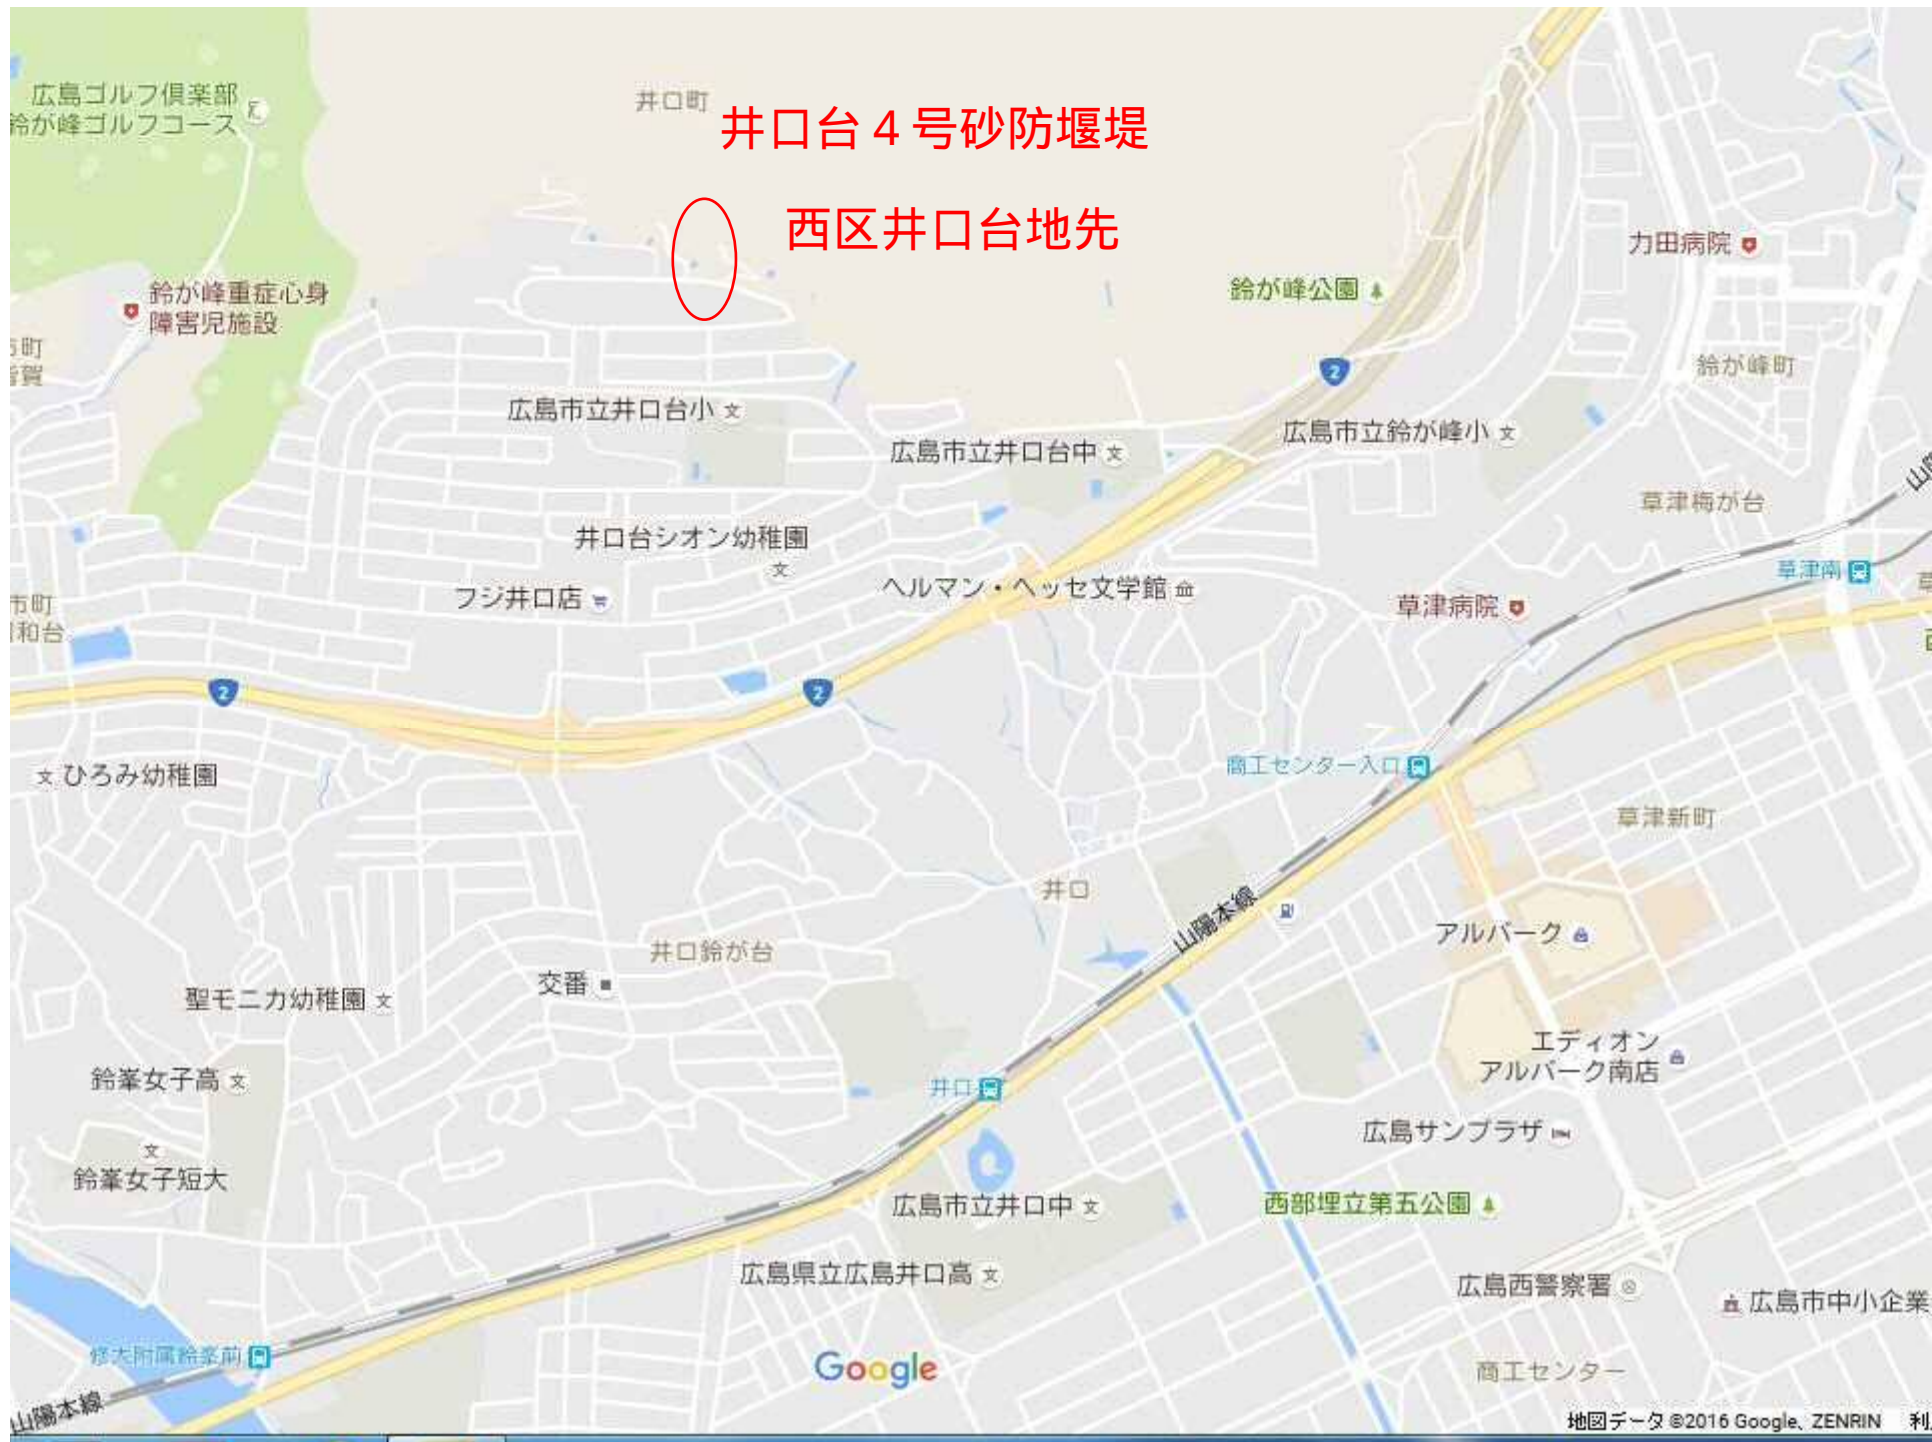 広島ゴルフ倶楽部
鈴が峰ゴルフコース
井口町
井口台４号砂防堰堤
西区井口台地先
力田病院
鈴が峰公園
鈴が峰重症心身
障害児施設
鈴が峰町
2
広島市立井口台小
広島市立井口台中
広島市立鈴が峰小
草津梅が台
井口台シオン幼稚園
フジ井口店
ヘルマン・ヘッセ文学館
草津病院
草津南
2
2
ひろみ幼稚園
商工センター入口
草津新町
井口
山陽本線
アルパーク
井口鈴が台
交番
聖モニカ幼稚園
エディオン
アルパーク南店
鈴峯女子高
井口
広島サンプラザ
鈴峯女子短大
広島市立井口中
西部埋立第五公園
広島県立広島井口高
広島西警察署
広島市中小企業
修大附属鈴峯前
Google
商工センター
山陽本線
地図データ ©2016 Google、ZENRIN